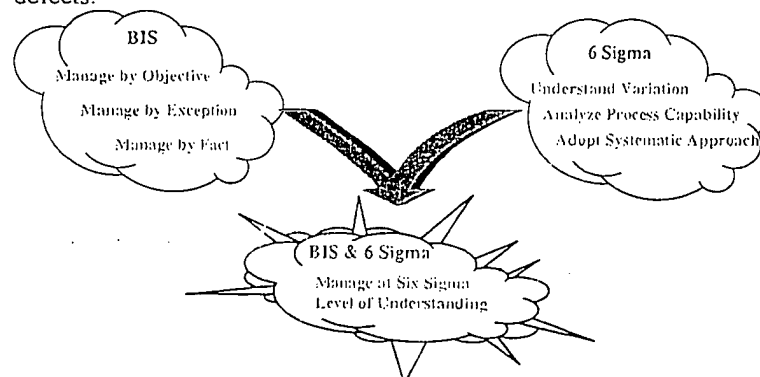 defects.
BIS
Manage by Objective
Manage by Exception
Manage by Fact
6 Sigma
Understand Variation
Analyze Process Capability
Adopt Systematic Approach
BIS & 6 Sigma
Manage at Six Sigma
Level of Understanding